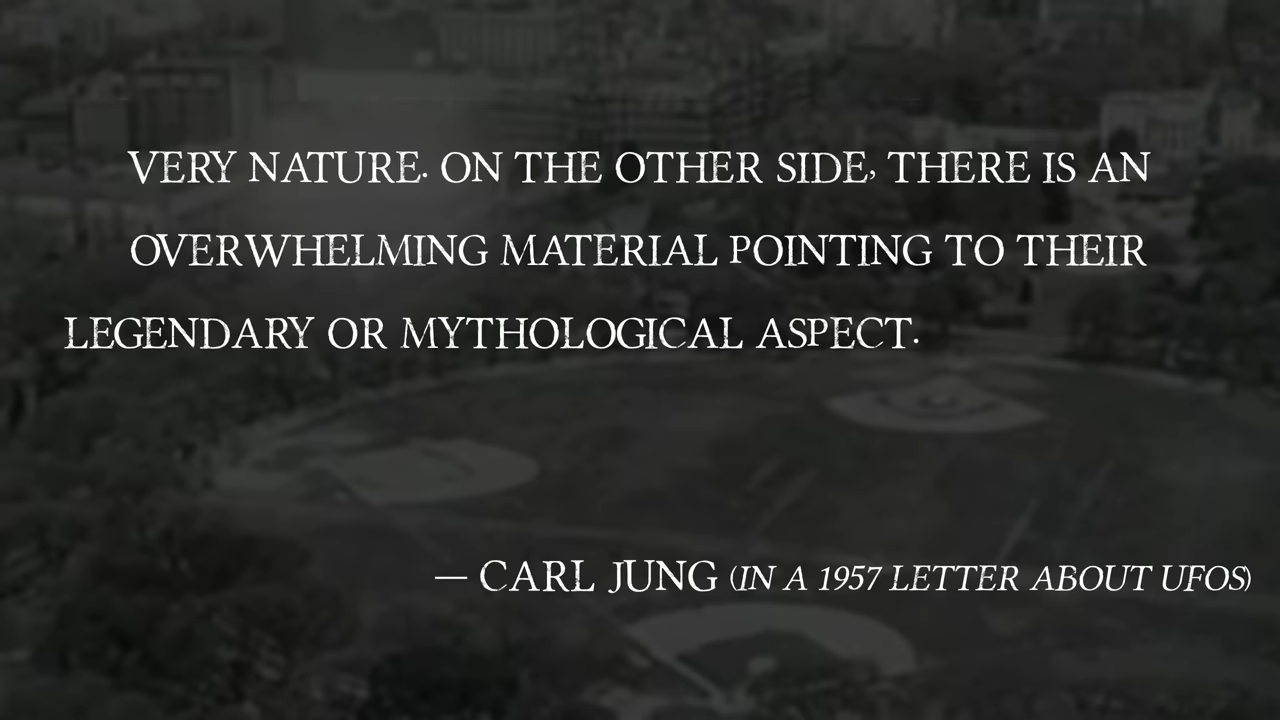 VERY NATURE. ON THE OTHER SIDE, THERE IS AN
OVERWHELMING MATERIAL POINTING TO THEIR
LEGENDARY OR MYTHOLOGICAL ASPECT.
— CARL JUNG (IN A 1957 LETTER ABOUT UFOS)